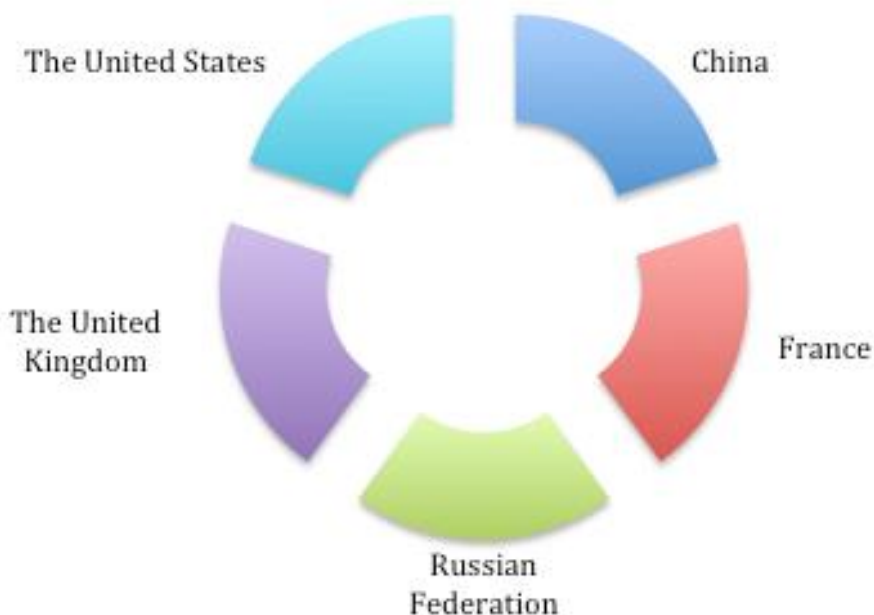 The United States
China
The United
Kingdom
France
Russian
Federation